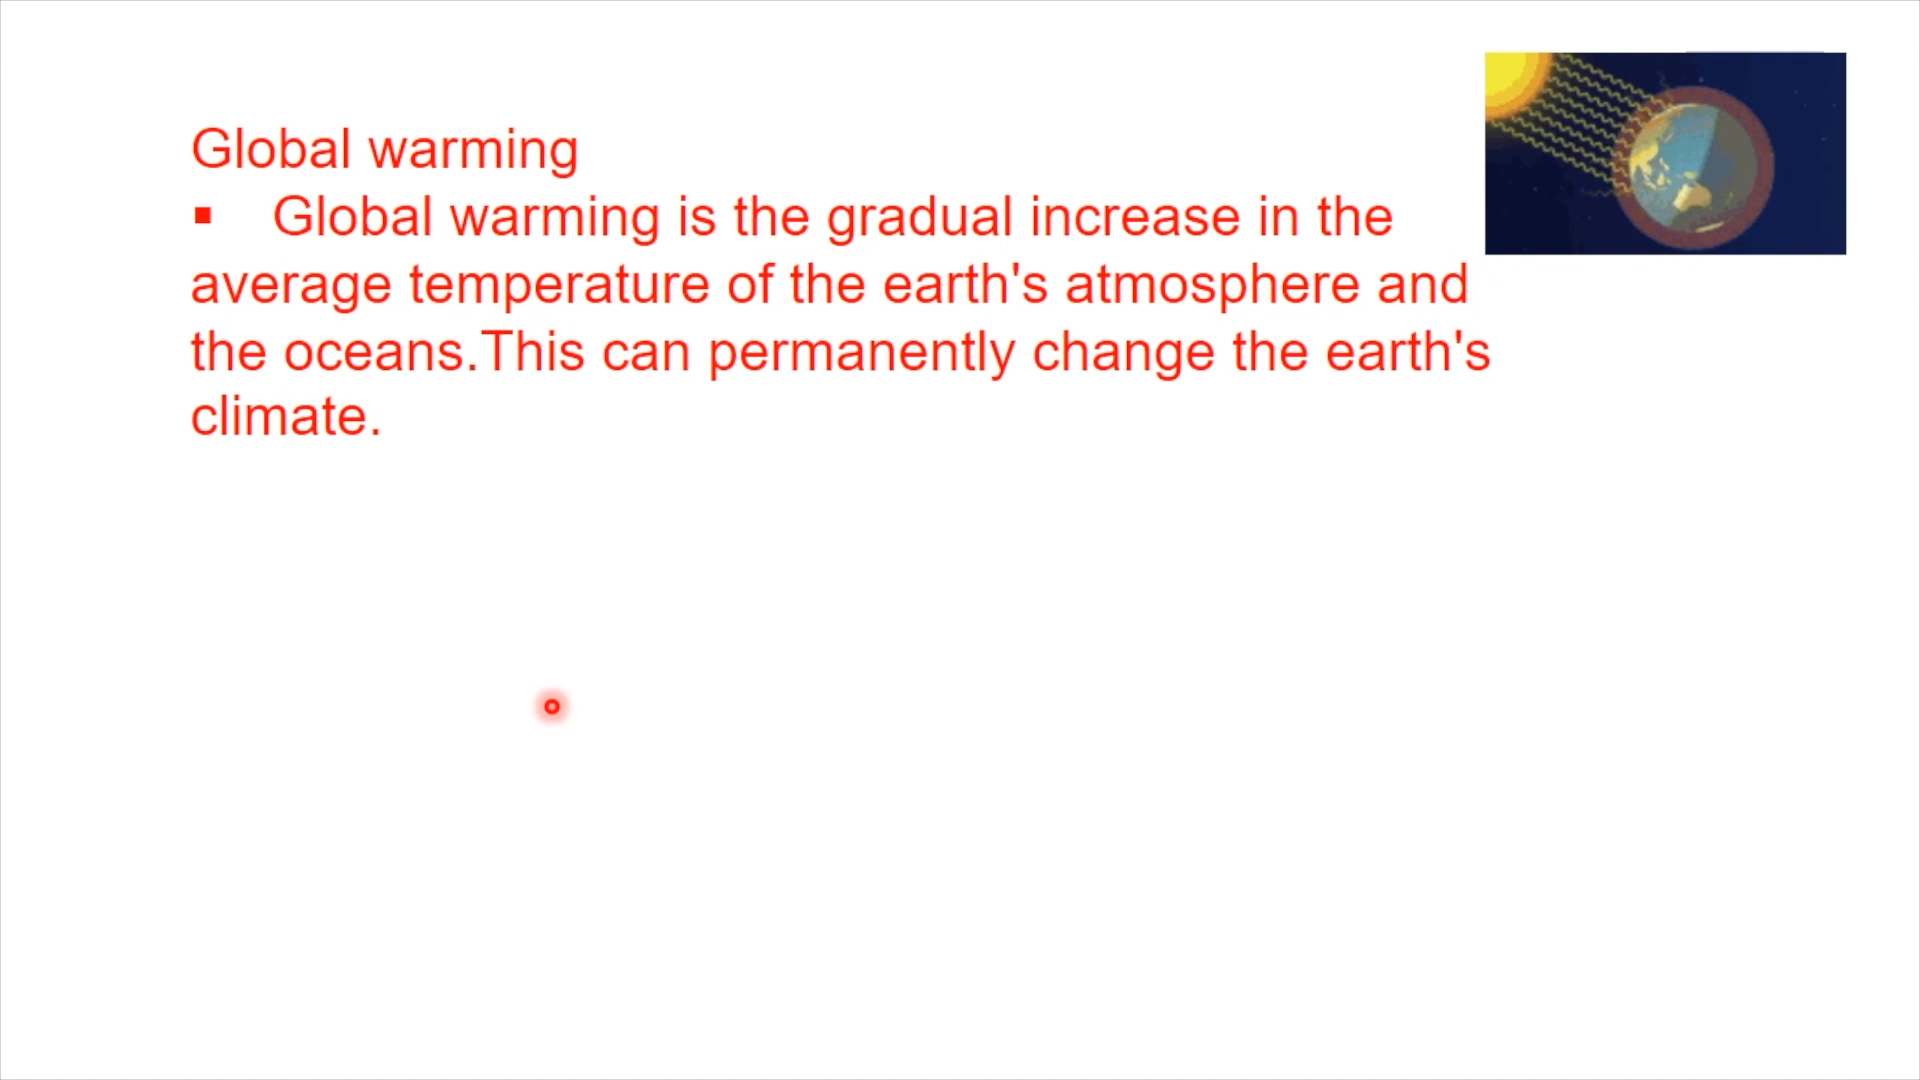 Global warming
▪ Global warming is the gradual increase in the
average temperature of the earth's atmosphere and
the oceans.This can permanently change the earth's
climate.